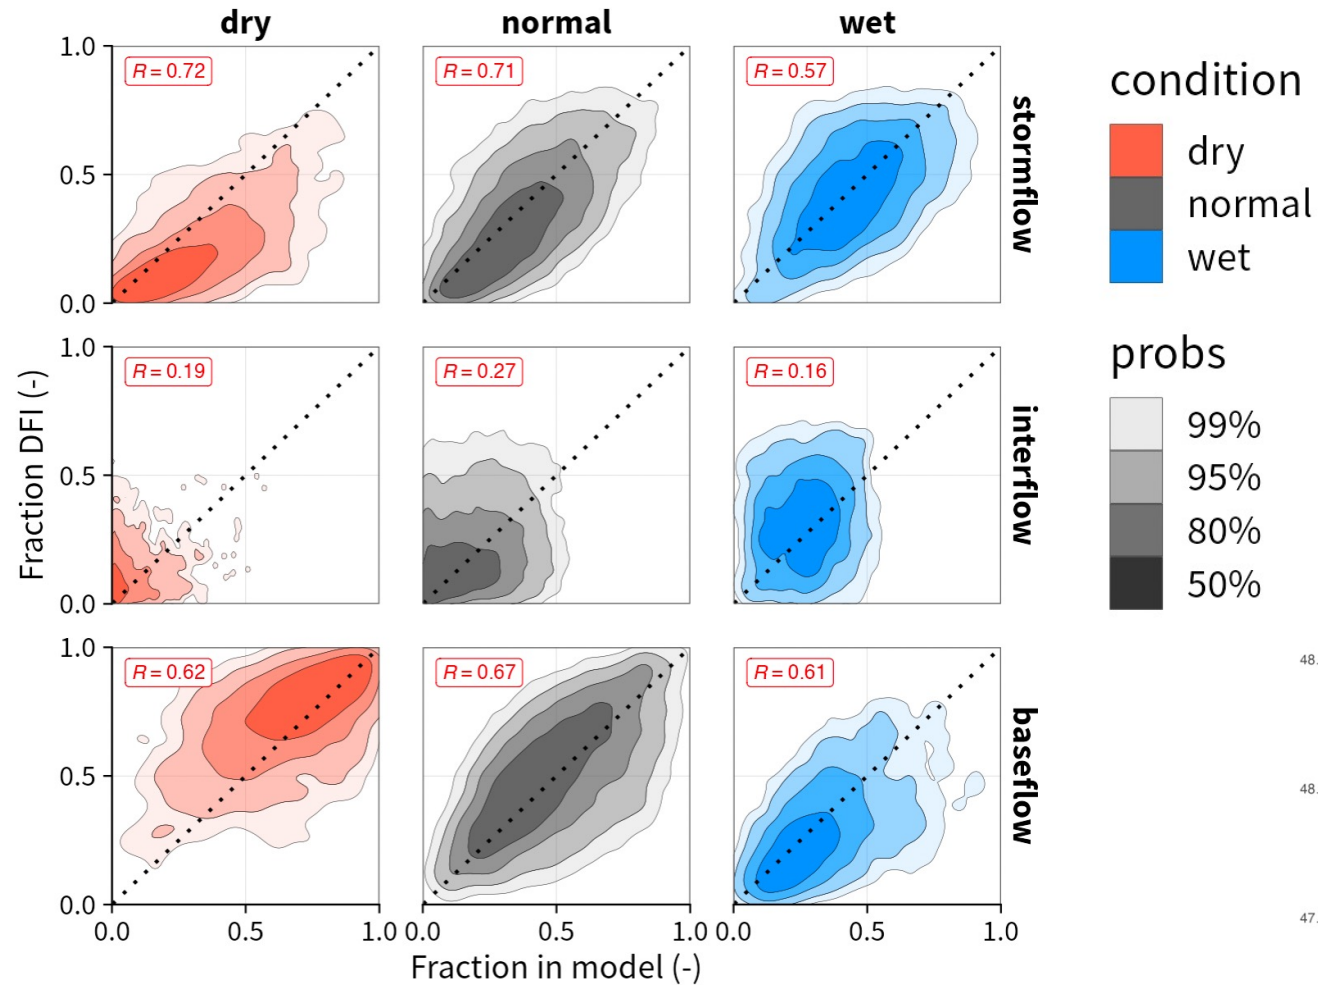 dry normal wet
1.0
0.5
0.0
R = 0.72
R = 0.71
R = 0.57
stormflow
1.0
0.5
0.0
R = 0.19
R = 0.27
R = 0.16
interflow
1.0
0.5
0.0
R = 0.62
R = 0.67
R = 0.61
baseflow
0.0 0.5 1.0 0.0 0.5 1.0 0.0 0.5 1.0
Fraction in model (-)
Fraction DFI (-)
condition
dry
normal
wet
probs
99%
95%
80%
50%
48.
48.
47.